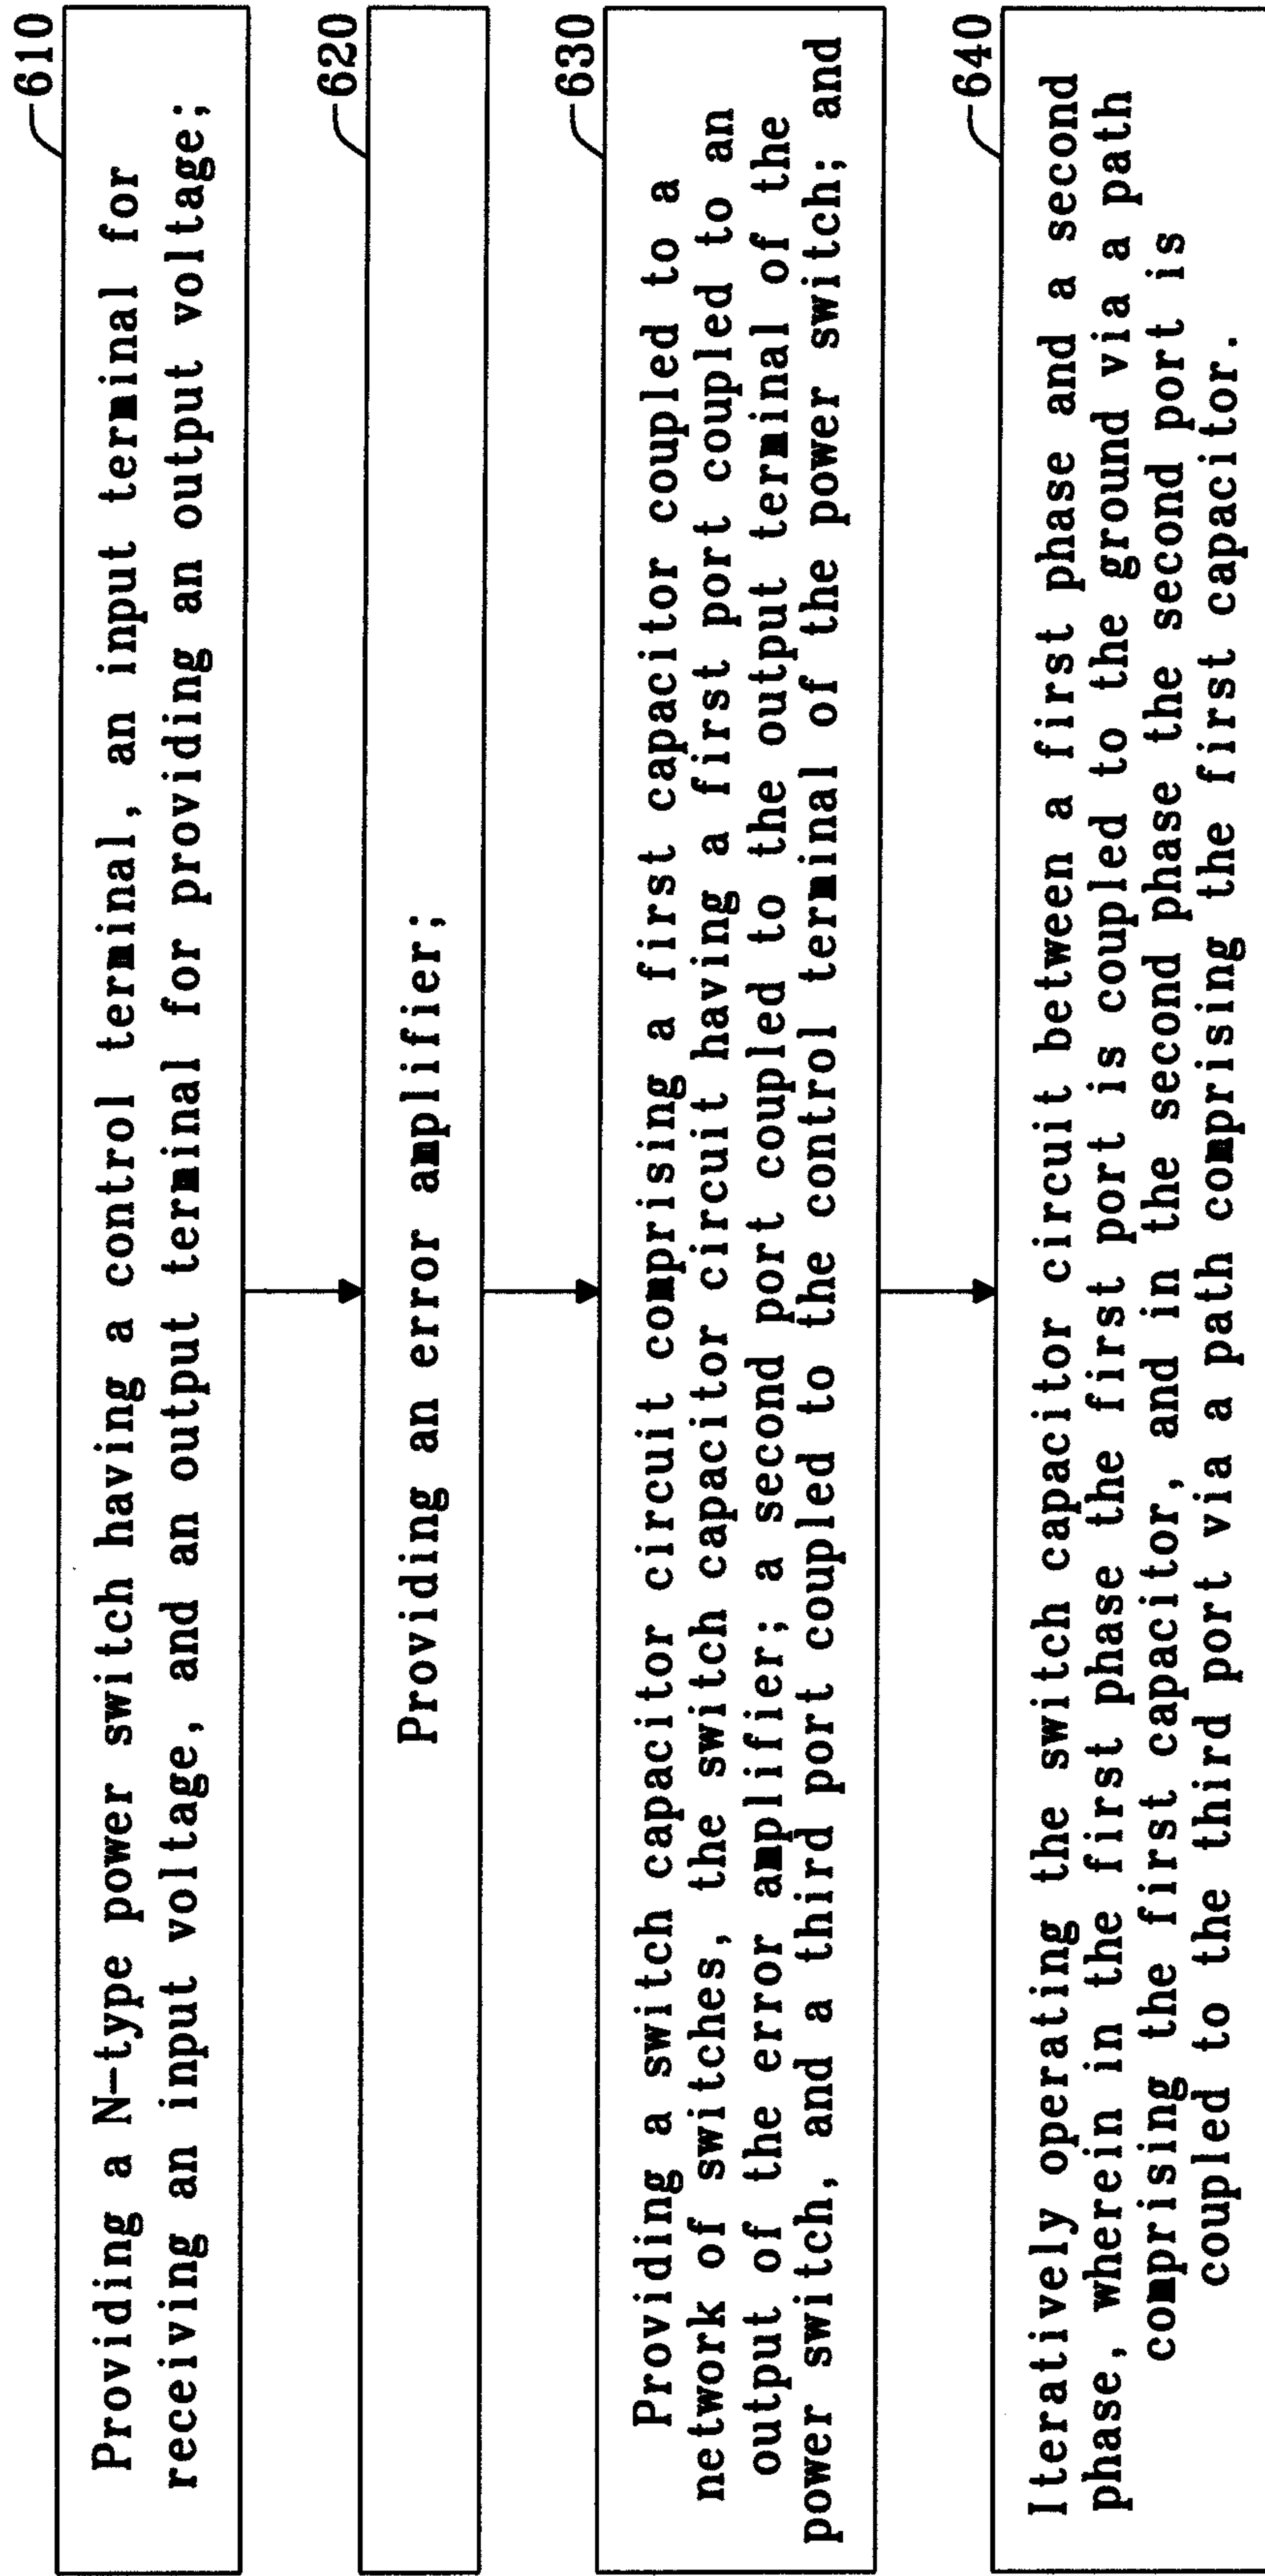 610
Providing a N-type power switch having a control terminal, an input terminal for
receiving an input voltage, and an output terminal for providing an output voltage;
620
Providing an error amplifier;
630
Providing a switch capacitor circuit comprising a first capacitor coupled to a
network of switches, the switch capacitor circuit having a first port coupled to an
output of the error amplifier; a second port coupled to the output terminal of the
power switch, and a third port coupled to the control terminal of the power switch; and
640
Iteratively operating the switch capacitor circuit between a first phase and a second
phase, wherein in the first phase the first port is coupled to the ground via a path
comprising the first capacitor, and in the second phase the second port is
coupled to the third port via a path comprising the first capacitor.